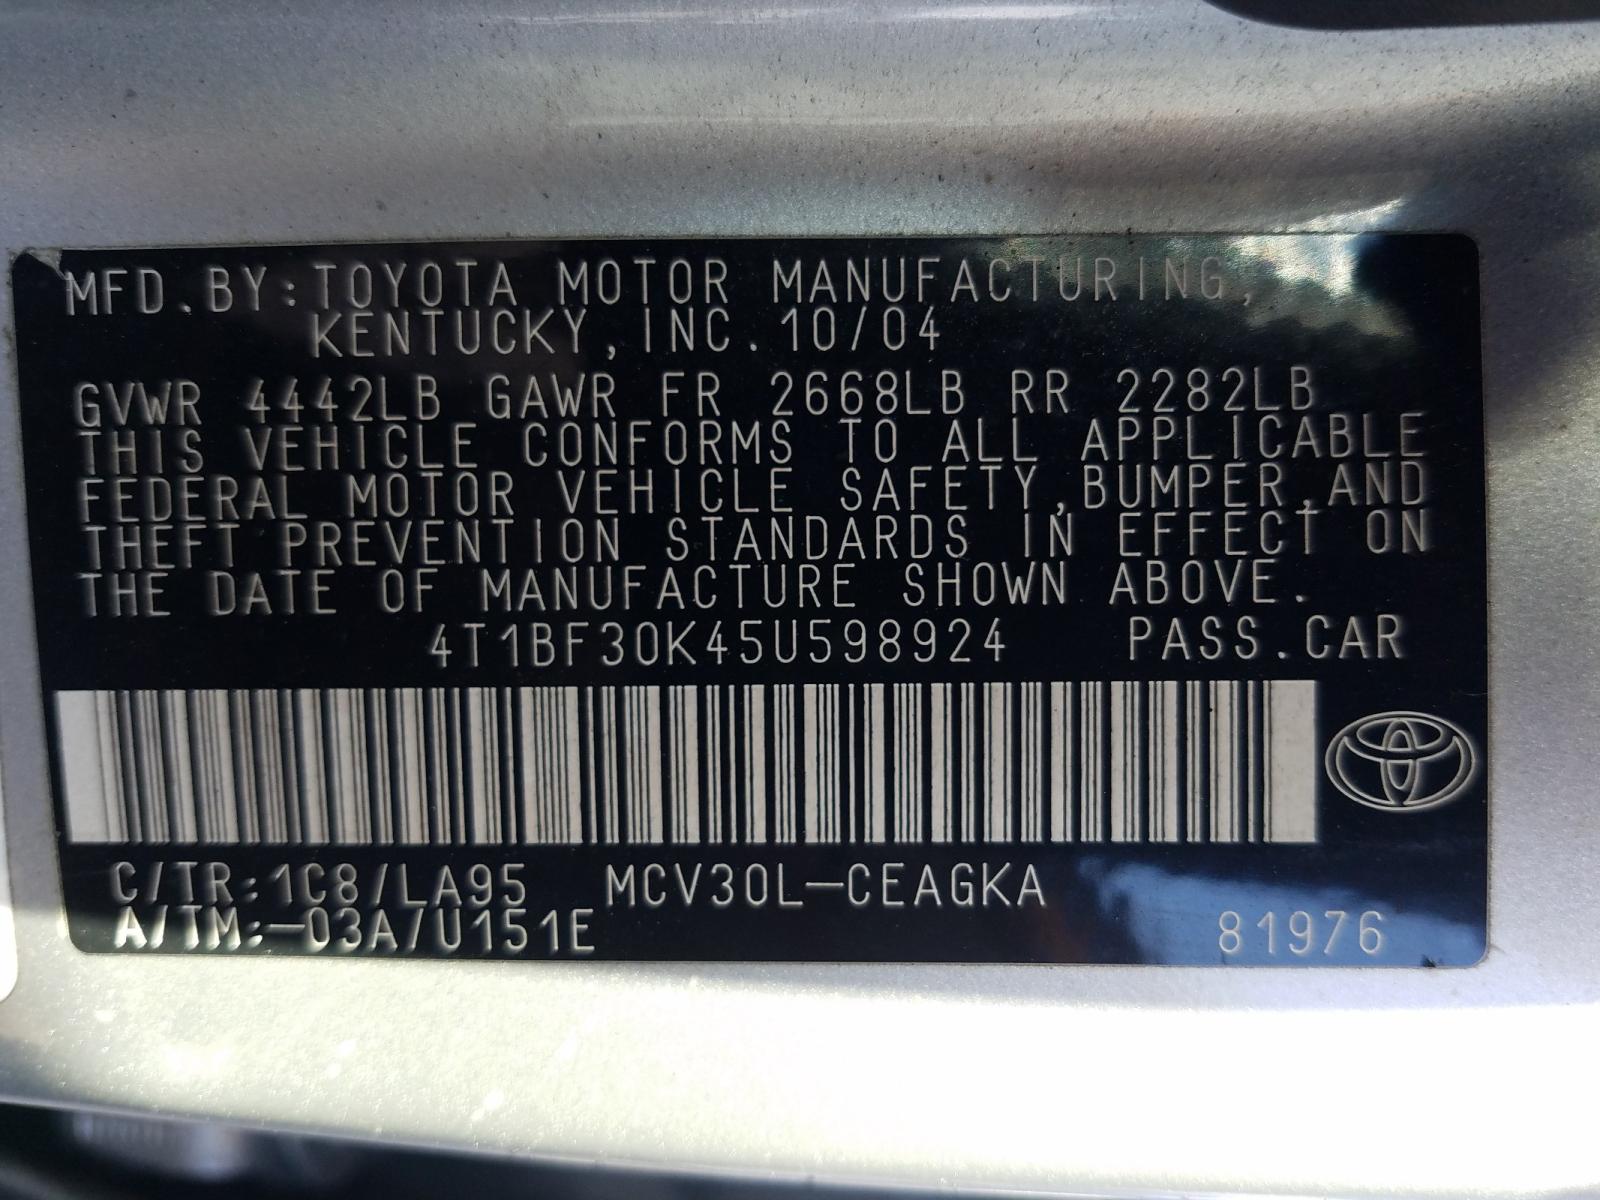 MFD.BY:TOYOTA MOTOR MANUFACTURING,
KENTUCKY,INC.10/04
GVWR 4442LB GAWR FR 2668LB RR 2282LB
THIS VEHICLE CONFORMS TO ALL APPLICABLE
FEDERAL MOTOR VEHICLE SAFETY,BUMPER,AND
THEFT PREVENTION STANDARDS IN EFFECT ON
THE DATE OF MANUFACTURE SHOWN ABOVE.
4T1BF30K45U598924 PASS.CAR
C/TR:1C8/LA95 MCV30L-CEAGKA
A/TM:-03A/U151E 81976